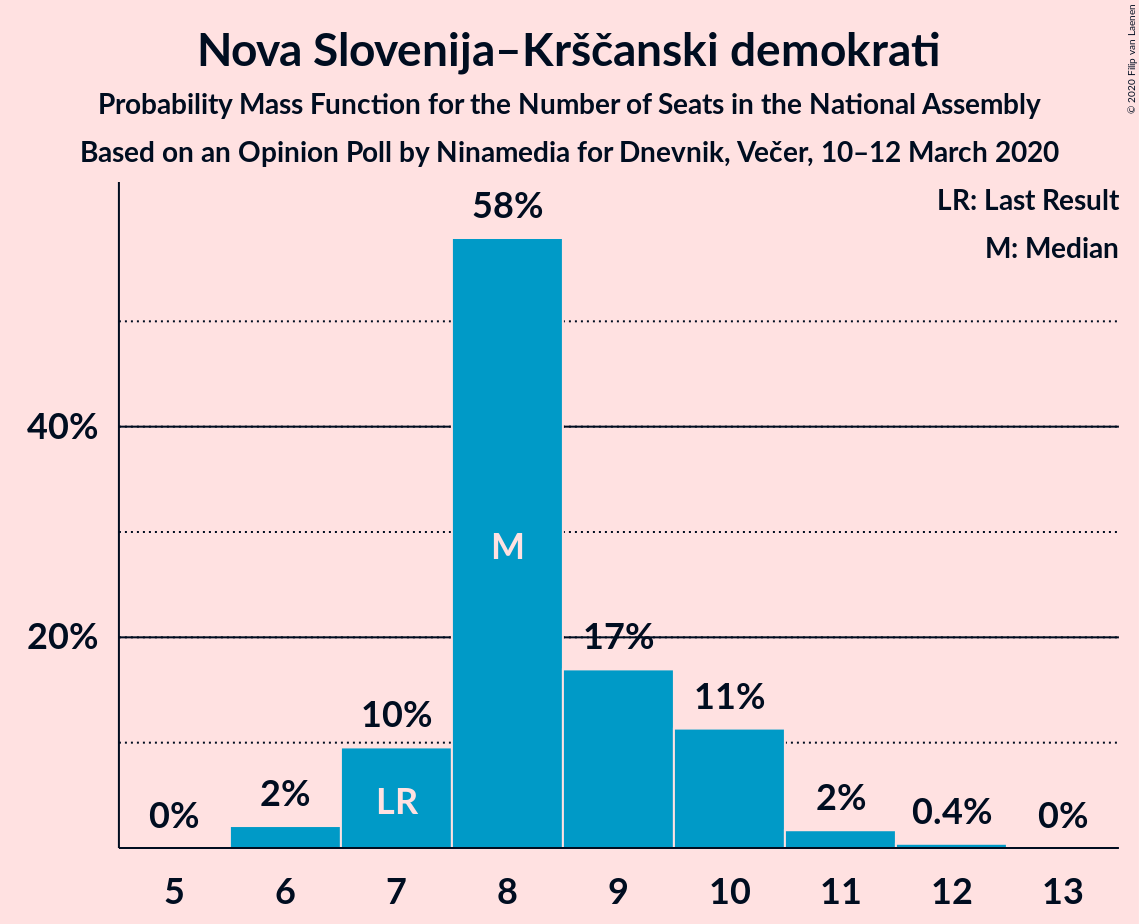 Nova Slovenija–Krščanski demokrati
Probability Mass Function for the Number of Seats in the National Assembly
Based on an Opinion Poll by Ninamedia for Dnevnik, Večer, 10–12 March 2020
© 2020 Filip van Laenen
LR: Last Result
M: Median
58%
40%
M
20%
17%
11%
10%
LR
2%
2%
0.4%
0%
0%
5 6 7 8 9 10 11 12 13